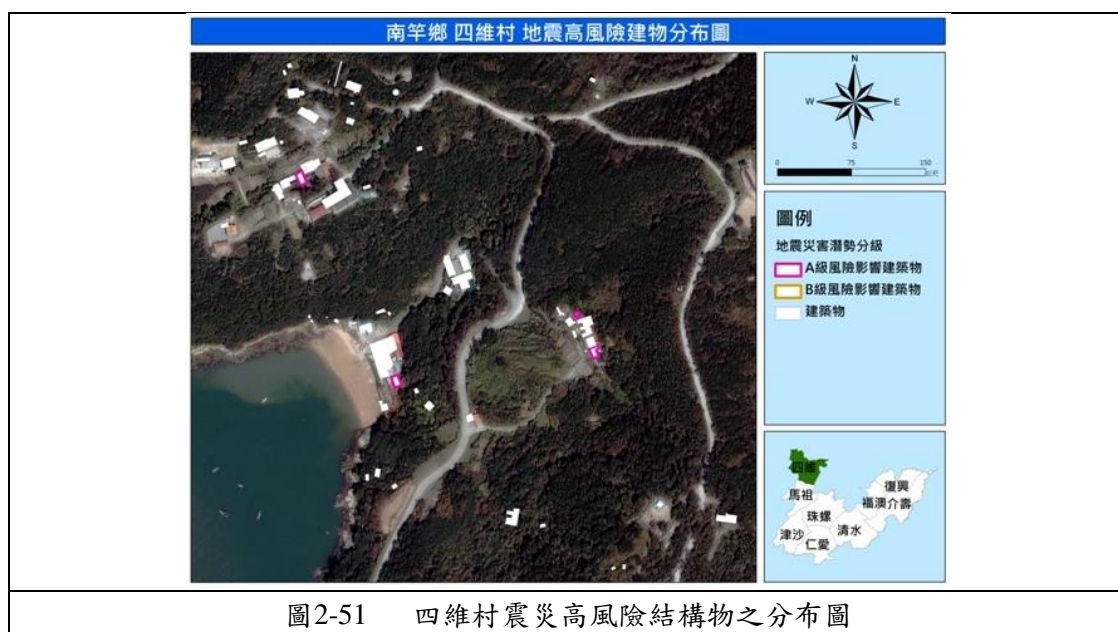 南竿鄉 四維村 地震高風險建物分布圖
N
W
E
S
0
75
150
公尺
圖例
地震災害潛勢分級
A級風險影響建築物
B級風險影響建築物
建築物
四維
馬祖
珠螺
津沙
仁愛
清水
福澳
介壽
復興
圖2-51 四維村震災高風險結構物之分布圖